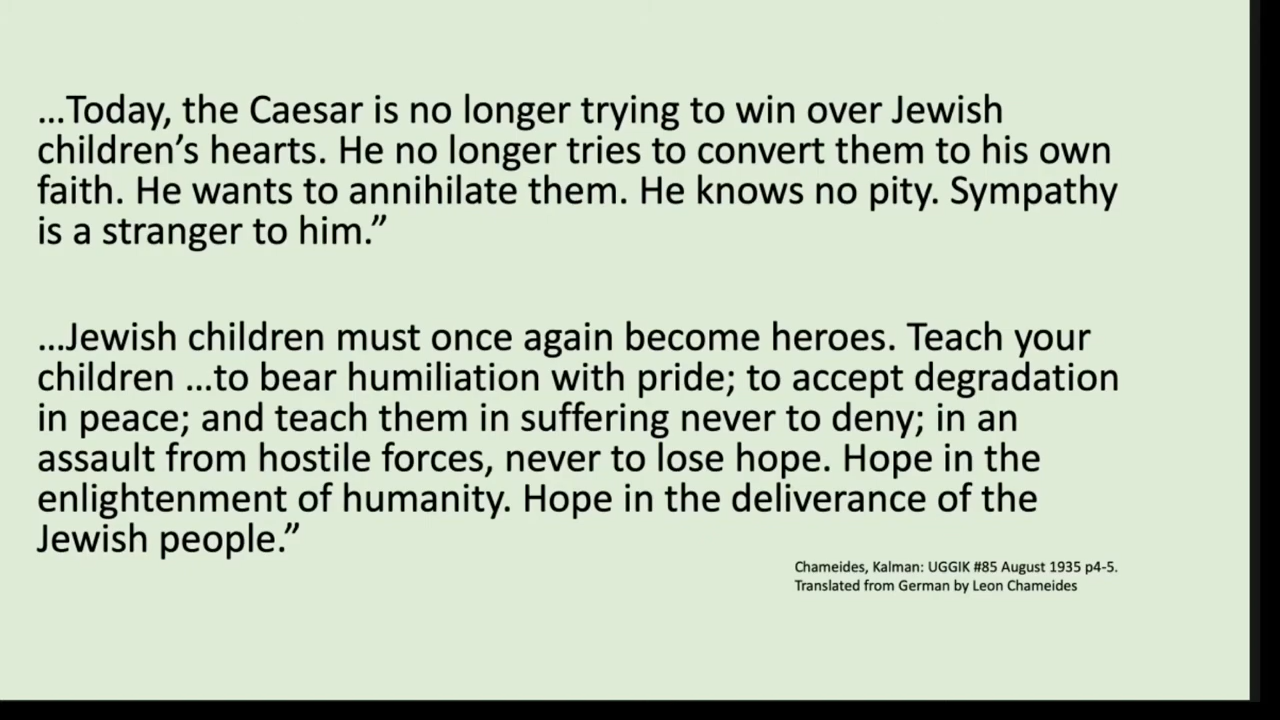 …Today, the Caesar is no longer trying to win over Jewish
children’s hearts. He no longer tries to convert them to his own
faith. He wants to annihilate them. He knows no pity. Sympathy
is a stranger to him.”
…Jewish children must once again become heroes. Teach your
children …to bear humiliation with pride; to accept degradation
in peace; and teach them in suffering never to deny; in an
assault from hostile forces, never to lose hope. Hope in the
enlightenment of humanity. Hope in the deliverance of the
Jewish people.”
Chameides, Kalman: UGGIK #85 August 1935 p4-5.
Translated from German by Leon Chameides